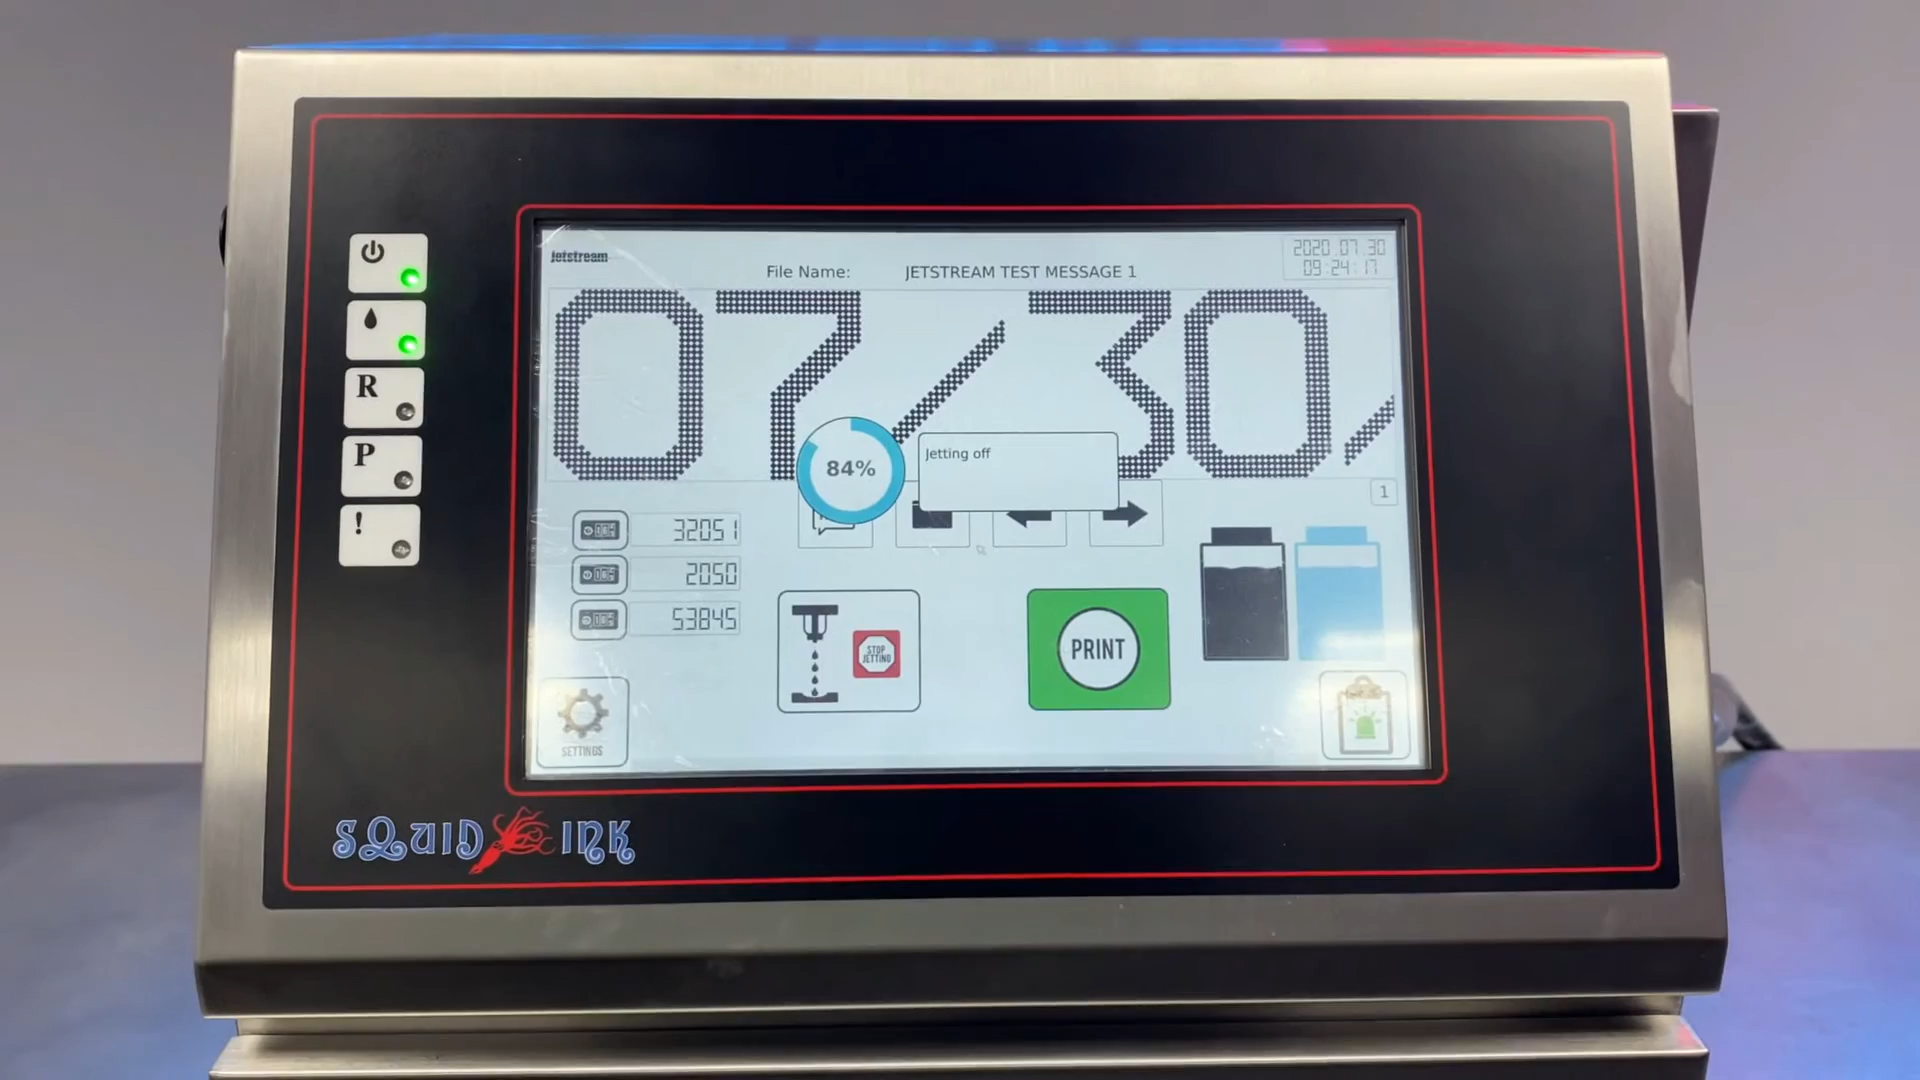 Jetstream
File Name: JETSTREAM TEST MESSAGE 1
2020.07.30
09:24:17
07/30/
84%
Jetting off
1
32051
2050
53845
STOP
JETTING
PRINT
SETTINGS
R
P
!
SQUID INK